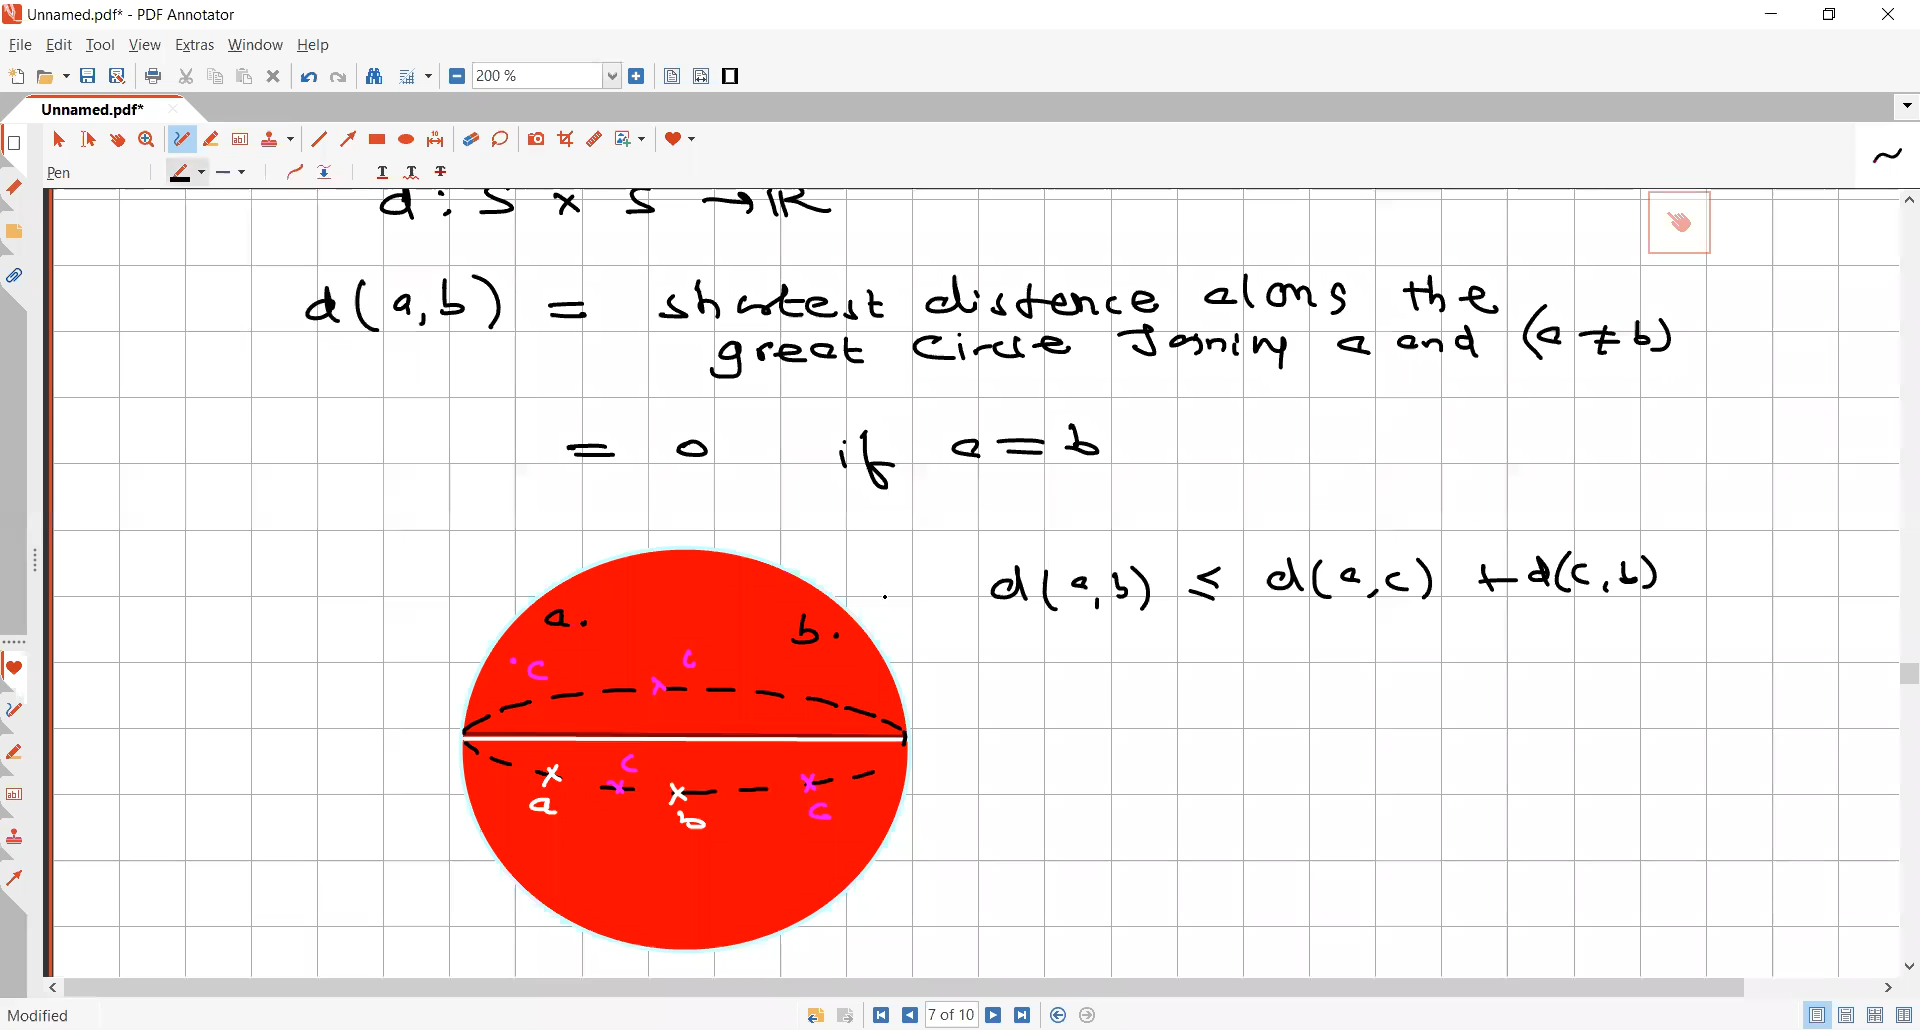 Unnamed.pdf* - PDF Annotator
File Edit Tool View Extras Window Help
200 %
Unnamed.pdf*
Pen
d : S × S → ℝ
d(a,b) = shortest distence along the
great Circle Joining a and (a ≠ b)
= 0 if a = b
d(a,b) ≤ d(a,c) + d(c,b)
a. b.
c c
c
a b c
Modified
7 of 10